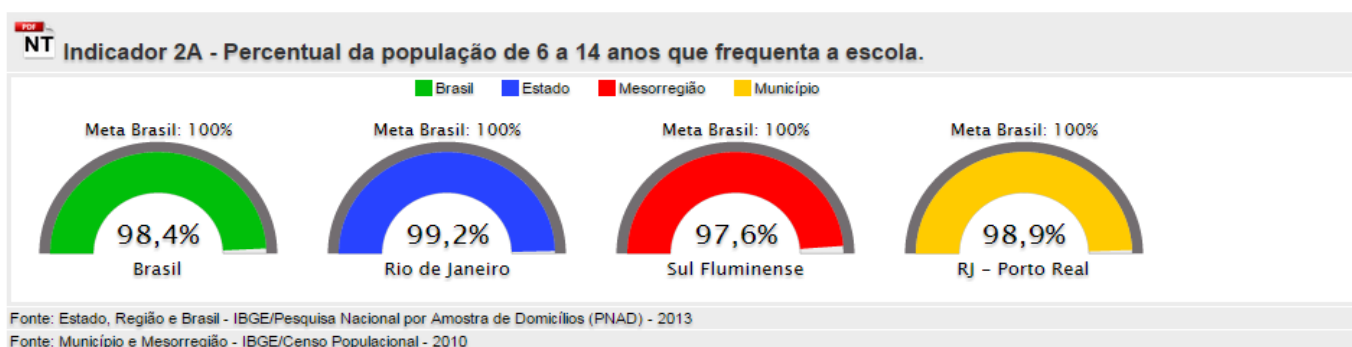 PDF
NT Indicador 2A - Percentual da população de 6 a 14 anos que frequenta a escola.
Brasil Estado Mesorregião Município
Meta Brasil: 100% Meta Brasil: 100% Meta Brasil: 100% Meta Brasil: 100%
98,4% 99,2% 97,6% 98,9%
Brasil Rio de Janeiro Sul Fluminense RJ – Porto Real
Fonte: Estado, Região e Brasil - IBGE/Pesquisa Nacional por Amostra de Domicílios (PNAD) - 2013
Fonte: Município e Mesorregião - IBGE/Censo Populacional - 2010